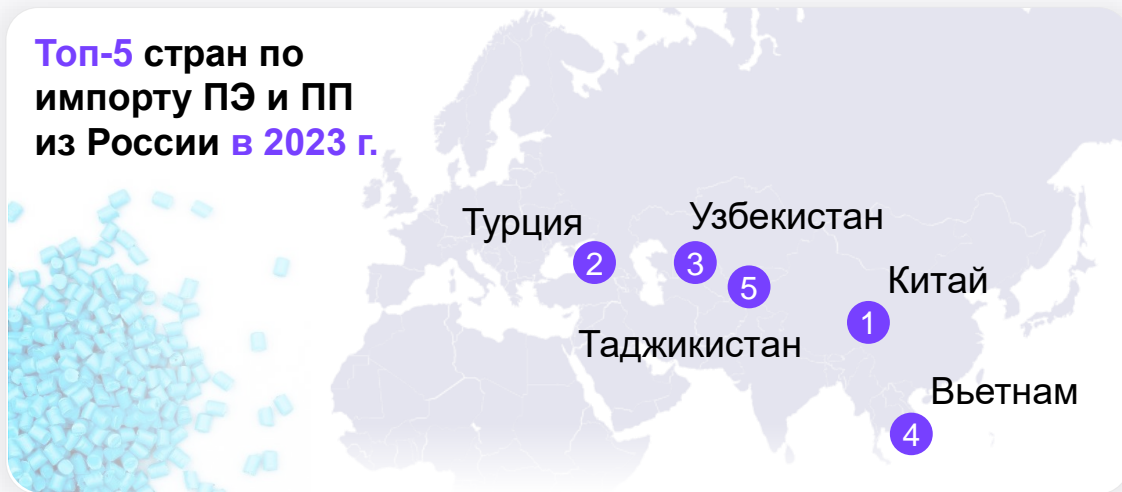 Топ-5 стран по
импорту ПЭ и ПП
из России в 2023 г.
Турция
Узбекистан
2
3
5
Китай
1
Таджикистан
Вьетнам
4